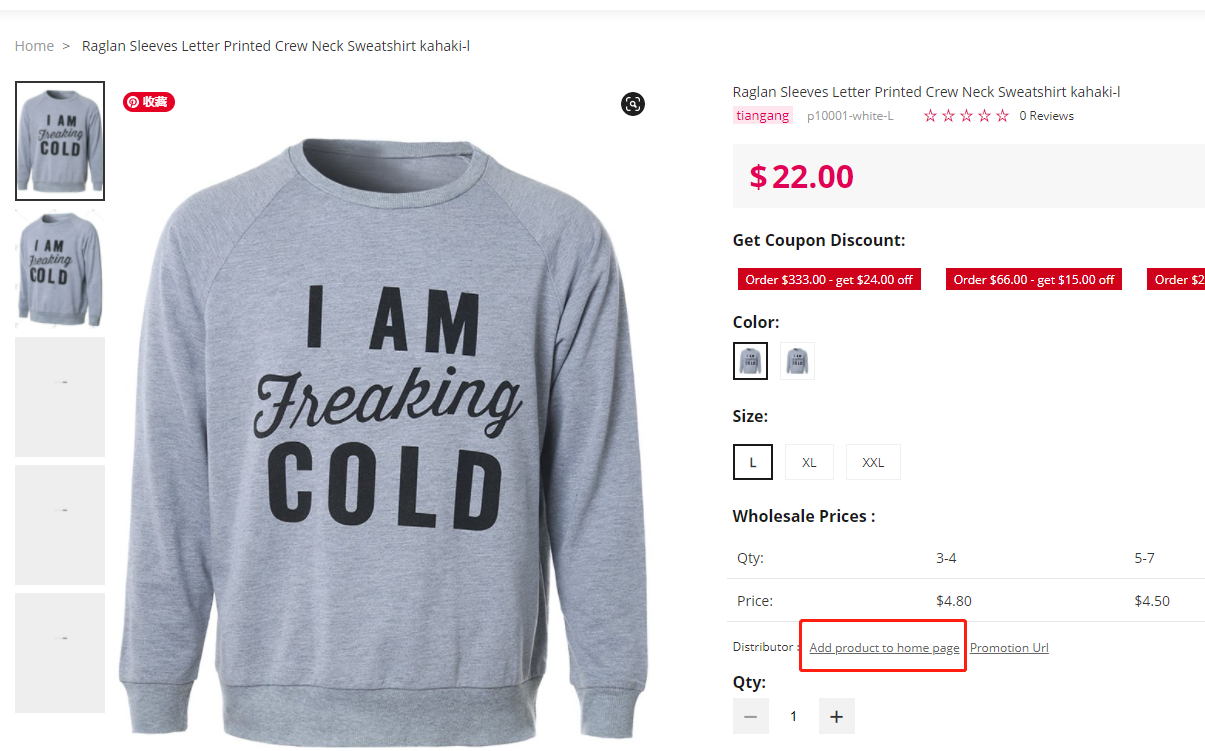 Home > Raglan Sleeves Letter Printed Crew Neck Sweatshirt kahaki-l
收藏
I AM
Freaking
COLD
I AM
Freaking
COLD
I AM
Freaking
COLD
Raglan Sleeves Letter Printed Crew Neck Sweatshirt kahaki-l
tiangang p10001-white-L 0 Reviews
$ 22.00
Get Coupon Discount:
Order $333.00 - get $24.00 off Order $66.00 - get $15.00 off Order $2
Color:
Size:
L XL XXL
Wholesale Prices :
Qty: 3-4 5-7
Price: $4.80 $4.50
Distributor : Add product to home page Promotion Url
Qty:
− 1 +